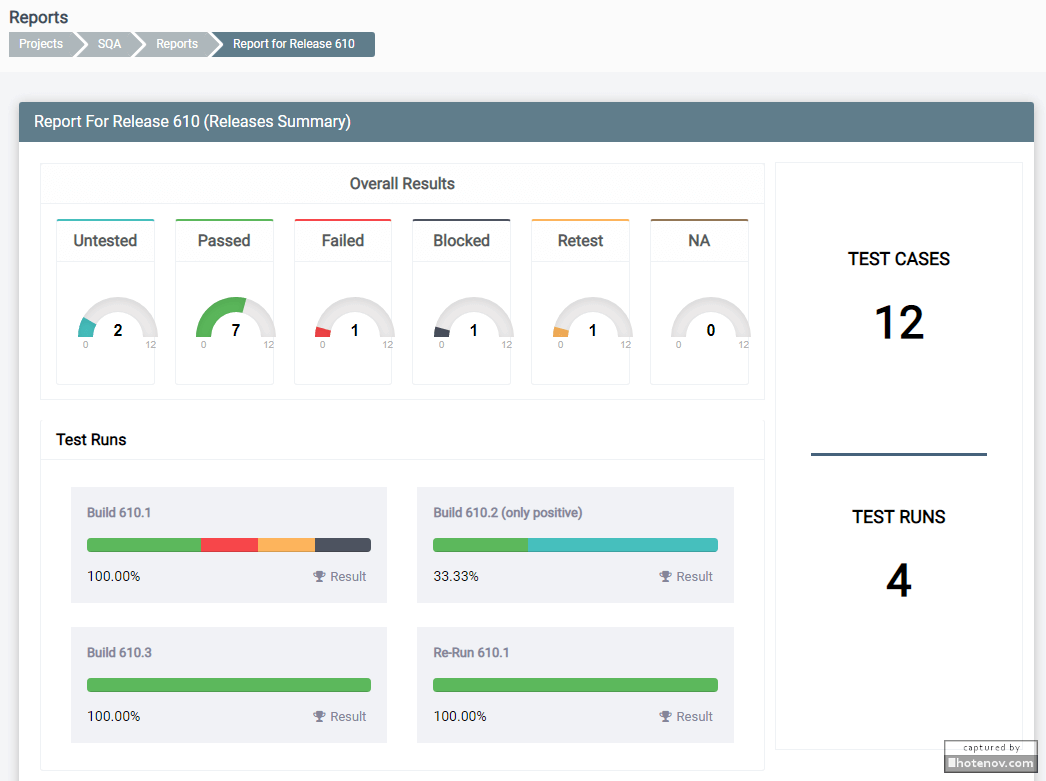 Reports
Projects SQA Reports Report for Release 610
Report For Release 610 (Releases Summary)
Overall Results
Untested Passed Failed Blocked Retest NA
2 7 1 1 1 0
0 12 0 12 0 12 0 12 0 12 0 12
TEST CASES
12
TEST RUNS
4
Test Runs
Build 610.1
100.00% Result
Build 610.2 (only positive)
33.33% Result
Build 610.3
100.00% Result
Re-Run 610.1
100.00% Result
captured by
hotenov.com